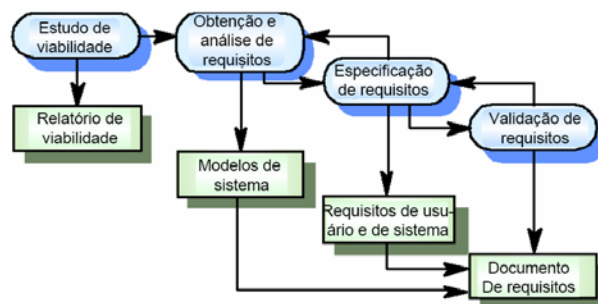 Estudo de
viabilidade
Obtenção e
análise de
requisitos
Especificação
de requisitos
Validação de
requisitos
Relatório de
viabilidade
Modelos de
sistema
Requisitos de usu-
ário e de sistema
Documento
De requisitos